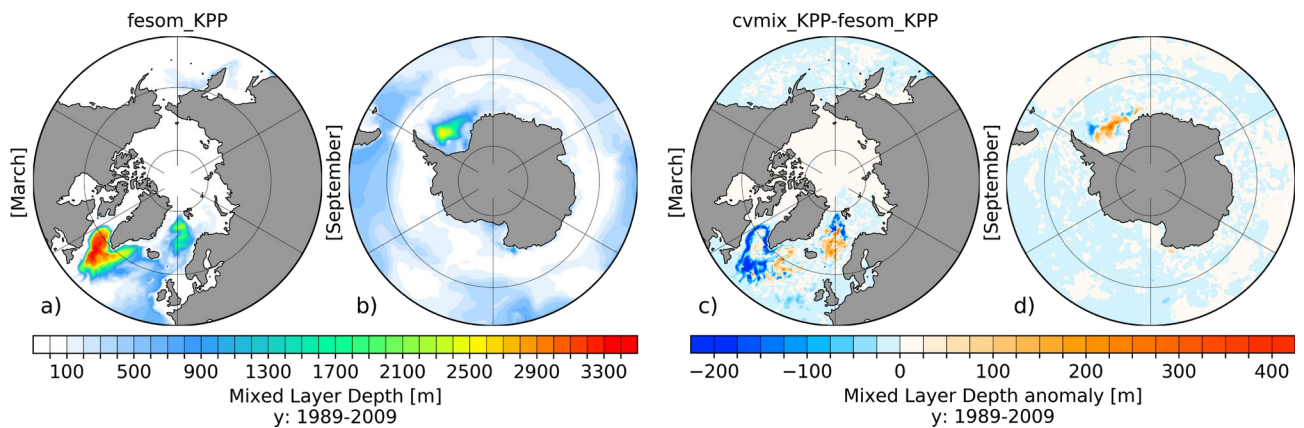 fesom_KPP
cvmix_KPP-fesom_KPP
[March]
[September]
[March]
[September]
a)
b)
c)
d)
100 500 900 1300 1700 2100 2500 2900 3300
−200 −100 0 100 200 300 400
Mixed Layer Depth [m]
y: 1989-2009
Mixed Layer Depth anomaly [m]
y: 1989-2009